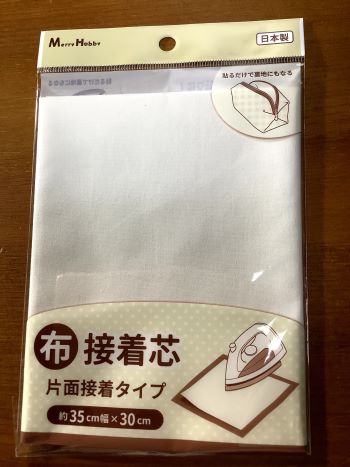 Merry Hobby
日本製
貼るだけで裏地にもなる
布接着芯
片面接着タイプ
約35cm幅×30cm